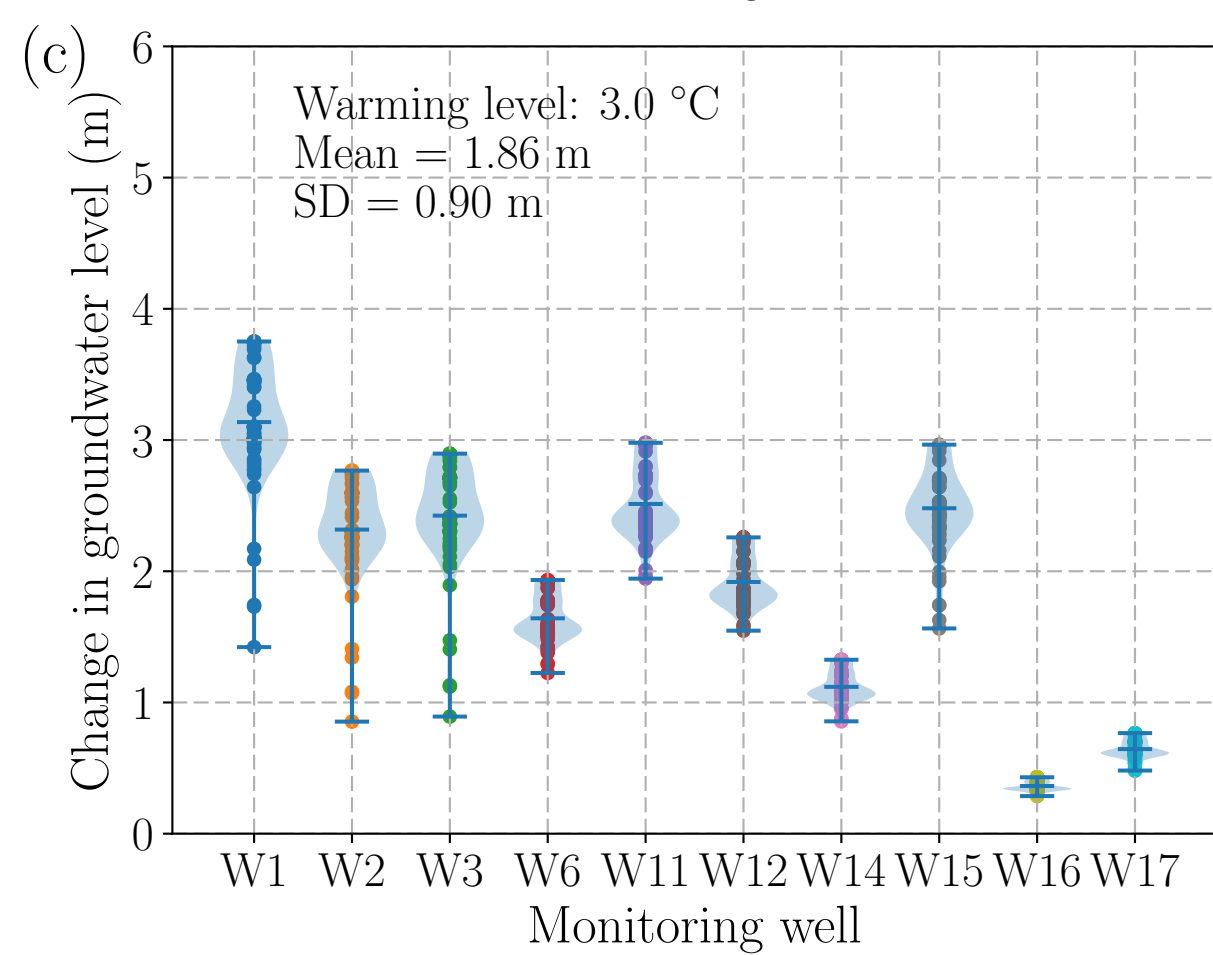 (c)
Change in groundwater level (m)
6
5
4
3
2
1
0
Warming level: 3.0 °C
Mean = 1.86 m
SD = 0.90 m
W1 W2 W3 W6 W11 W12 W14 W15 W16 W17
Monitoring well